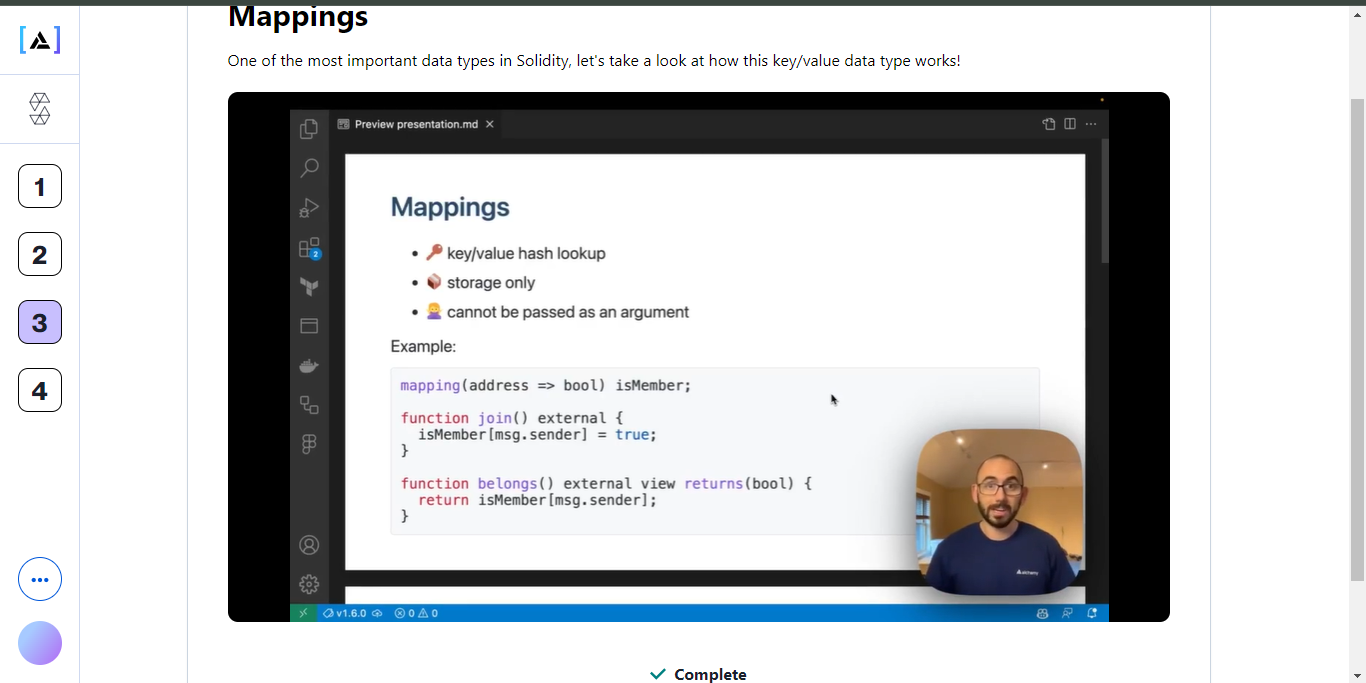 Mappings
One of the most important data types in Solidity, let's take a look at how this key/value data type works!
1
2
3
4
Preview presentation.md
Mappings
key/value hash lookup
storage only
cannot be passed as an argument
Example:
mapping(address => bool) isMember;
function join() external {
isMember[msg.sender] = true;
}
function belongs() external view returns(bool) {
return isMember[msg.sender];
}
2
alchemy
v1.6.0 0 0
Complete